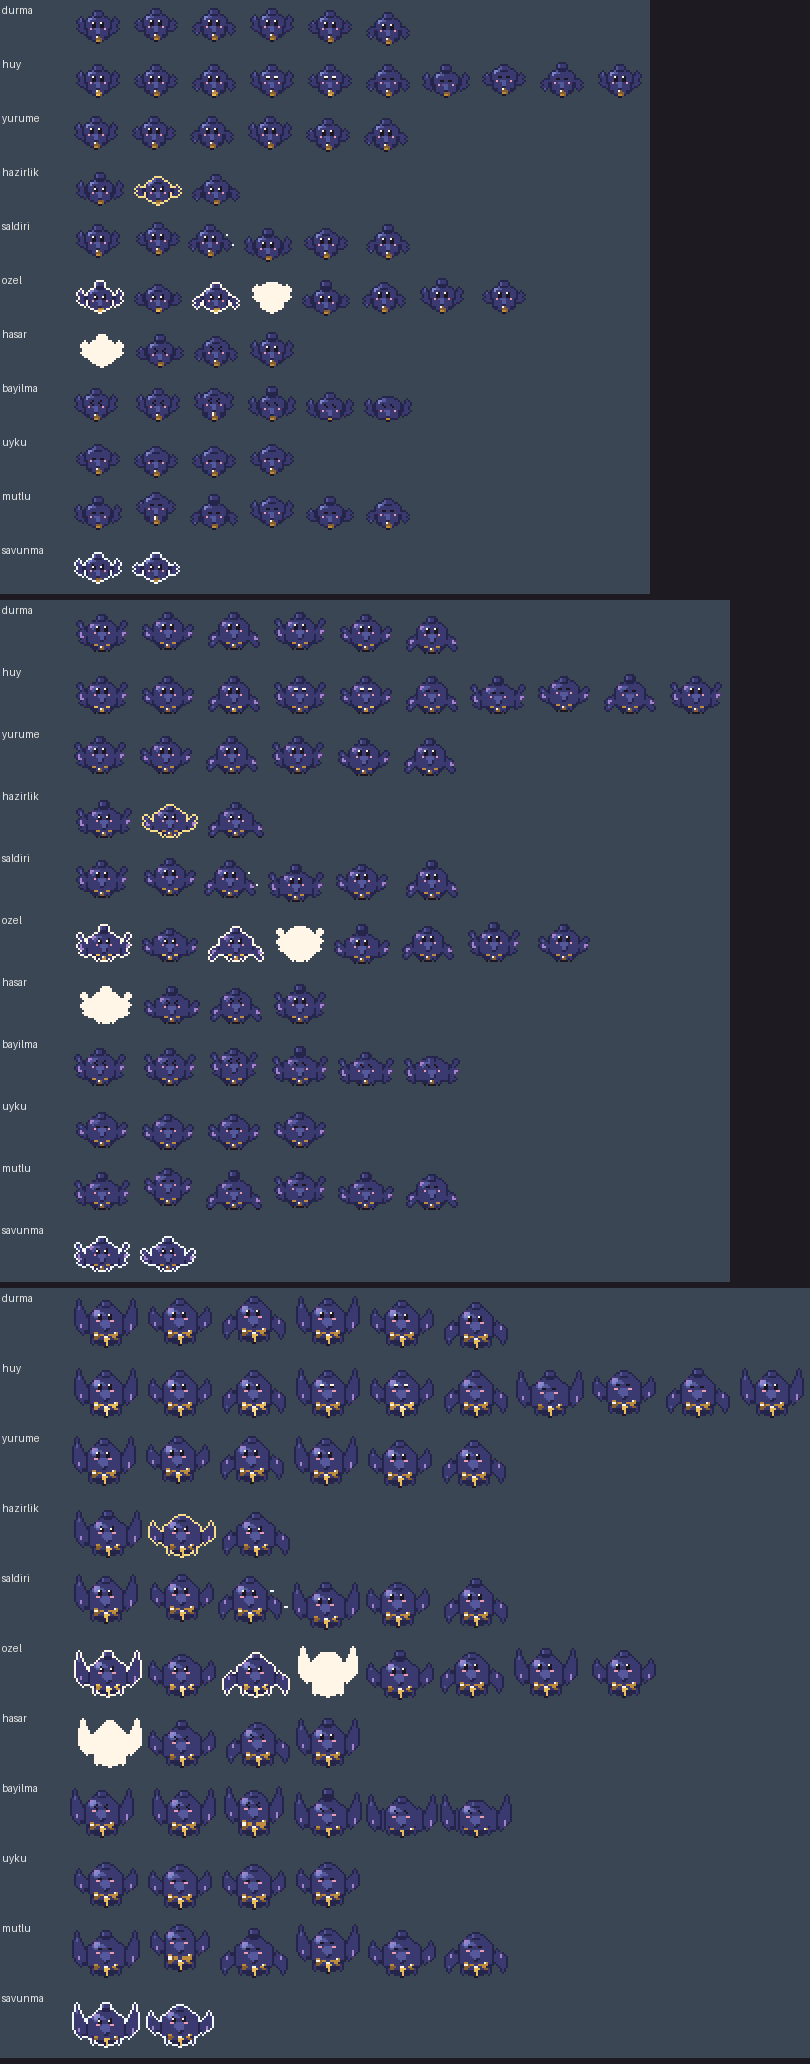 durma
huy
yurume
hazirlik
saldiri
ozel
hasar
bayilma
uyku
mutlu
savunma
durma
huy
yurume
hazirlik
saldiri
ozel
hasar
bayilma
uyku
mutlu
savunma
durma
huy
yurume
hazirlik
saldiri
ozel
hasar
bayilma
uyku
mutlu
savunma